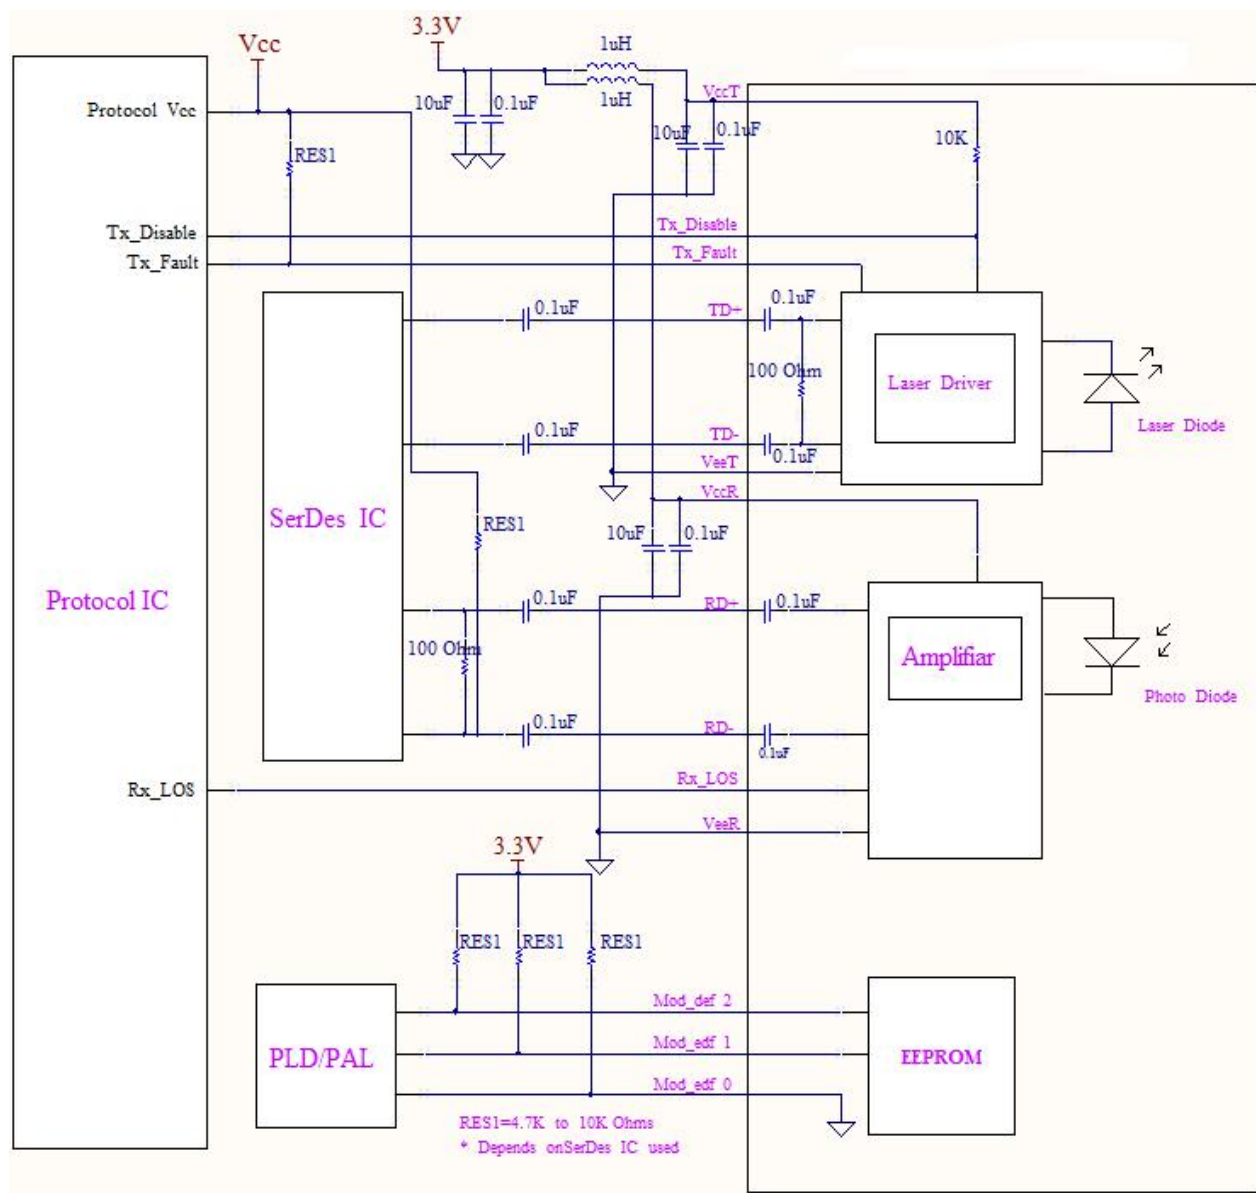 3.3V
Vcc
1uH
1uH
10uF
0.1uF
VccT
Protocol Vcc
RES1
10uF
0.1uF
10K
Tx_Disable
Tx_Disable
Tx_Fault
Tx_Fault
0.1uF
TD+
0.1uF
100 Ohm
Laser Driver
Laser Diode
0.1uF
TD-
0.1uF
VeeT
VccR
SerDes IC
RES1
10uF
0.1uF
Protocol IC
0.1uF
RD+
0.1uF
100 Ohm
Amplifiar
Photo Diode
0.1uF
RD-
0.1uF
Rx_LOS
Rx_LOS
VeeR
3.3V
RES1
RES1
RES1
Mod_def 2
PLD/PAL
Mod_edf 1
EEPROM
Mod_edf 0
RES1=4.7K to 10K Ohms
* Depends onSerDes IC used